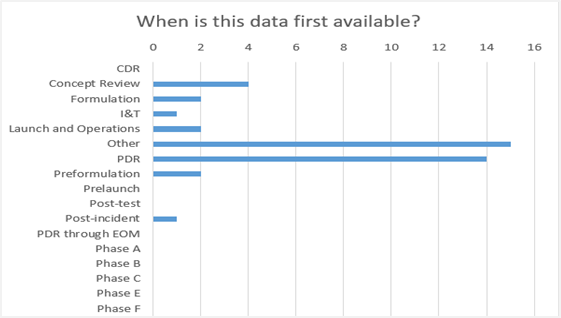 When is this data first available?
0 2 4 6 8 10 12 14 16
CDR
Concept Review
Formulation
I&T
Launch and Operations
Other
PDR
Preformulation
Prelaunch
Post-test
Post-incident
PDR through EOM
Phase A
Phase B
Phase C
Phase E
Phase F